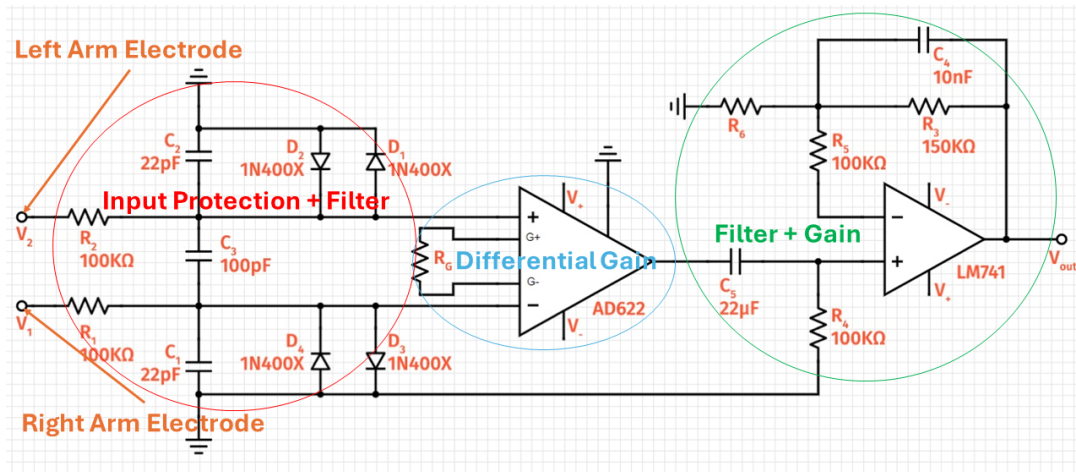 Left Arm Electrode
C₄
10nF
R₆
R₃
150KΩ
C₂
22pF
D₂
1N400X
D₁
1N400X
R₅
100KΩ
Input Protection + Filter
V₊
V₋
V₂
R₂
100KΩ
C₃
100pF
+
G+
R_G
Differential Gain
G-
−
Filter + Gain
−
+
LM741
V_out
V₁
R₁
100KΩ
C₅
22µF
AD622
V₋
V₊
C₁
22pF
D₄
1N400X
D₃
1N400X
R₄
100KΩ
Right Arm Electrode